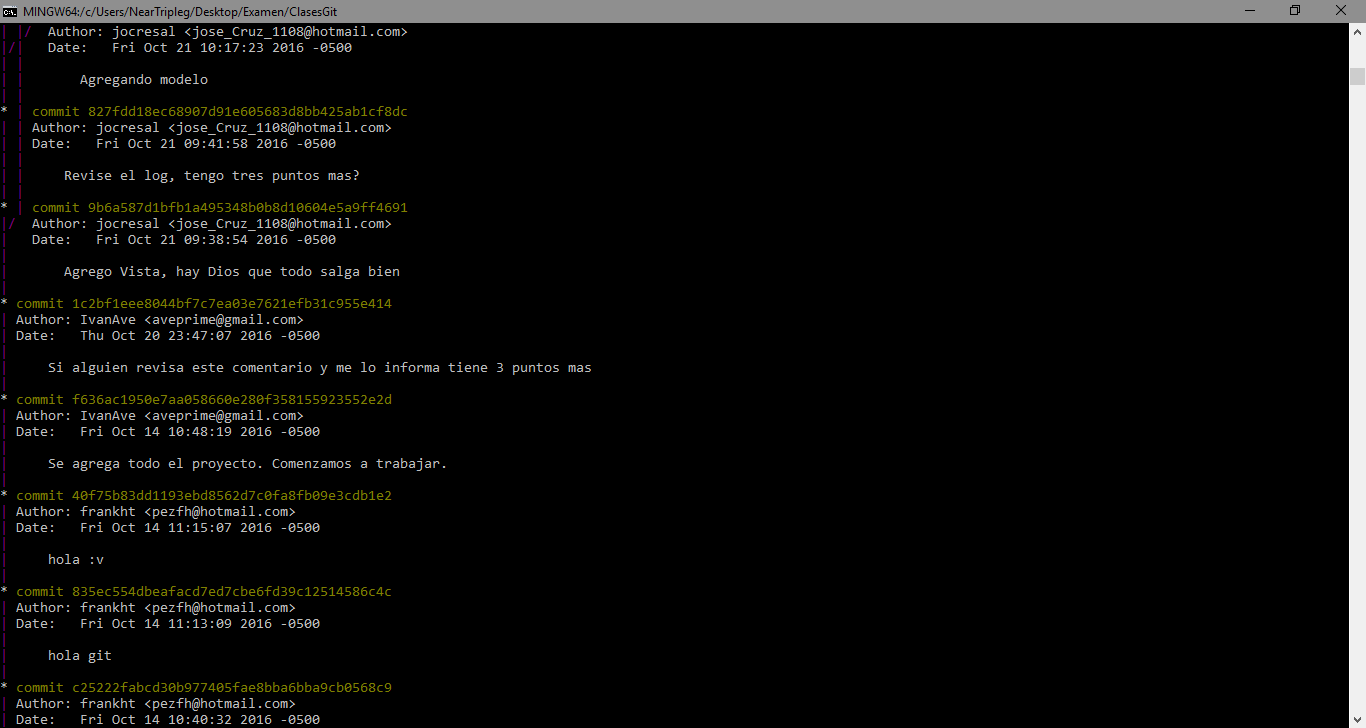 MINGW64:/c/Users/NearTripleg/Desktop/Examen/ClasesGit
| |/  Author: jocresal <jose_Cruz_1108@hotmail.com>
|/|   Date:   Fri Oct 21 10:17:23 2016 -0500
| |
| |       Agregando modelo
| |
* | commit 827fdd18ec68907d91e605683d8bb425ab1cf8dc
| | Author: jocresal <jose_Cruz_1108@hotmail.com>
| | Date:   Fri Oct 21 09:41:58 2016 -0500
| |
| |     Revise el log, tengo tres puntos mas?
| |
* | commit 9b6a587d1bfb1a495348b0b8d10604e5a9ff4691
|/  Author: jocresal <jose_Cruz_1108@hotmail.com>
|   Date:   Fri Oct 21 09:38:54 2016 -0500
|
|       Agrego Vista, hay Dios que todo salga bien
|
* commit 1c2bf1eee8044bf7c7ea03e7621efb31c955e414
| Author: IvanAve <aveprime@gmail.com>
| Date:   Thu Oct 20 23:47:07 2016 -0500
|
|     Si alguien revisa este comentario y me lo informa tiene 3 puntos mas
|
* commit f636ac1950e7aa058660e280f358155923552e2d
| Author: IvanAve <aveprime@gmail.com>
| Date:   Fri Oct 14 10:48:19 2016 -0500
|
|     Se agrega todo el proyecto. Comenzamos a trabajar.
|
* commit 40f75b83dd1193ebd8562d7c0fa8fb09e3cdb1e2
| Author: frankht <pezfh@hotmail.com>
| Date:   Fri Oct 14 11:15:07 2016 -0500
|
|     hola :v
|
* commit 835ec554dbeafacd7ed7cbe6fd39c12514586c4c
| Author: frankht <pezfh@hotmail.com>
| Date:   Fri Oct 14 11:13:09 2016 -0500
|
|     hola git
|
* commit c25222fabcd30b977405fae8bba6bba9cb0568c9
| Author: frankht <pezfh@hotmail.com>
| Date:   Fri Oct 14 10:40:32 2016 -0500